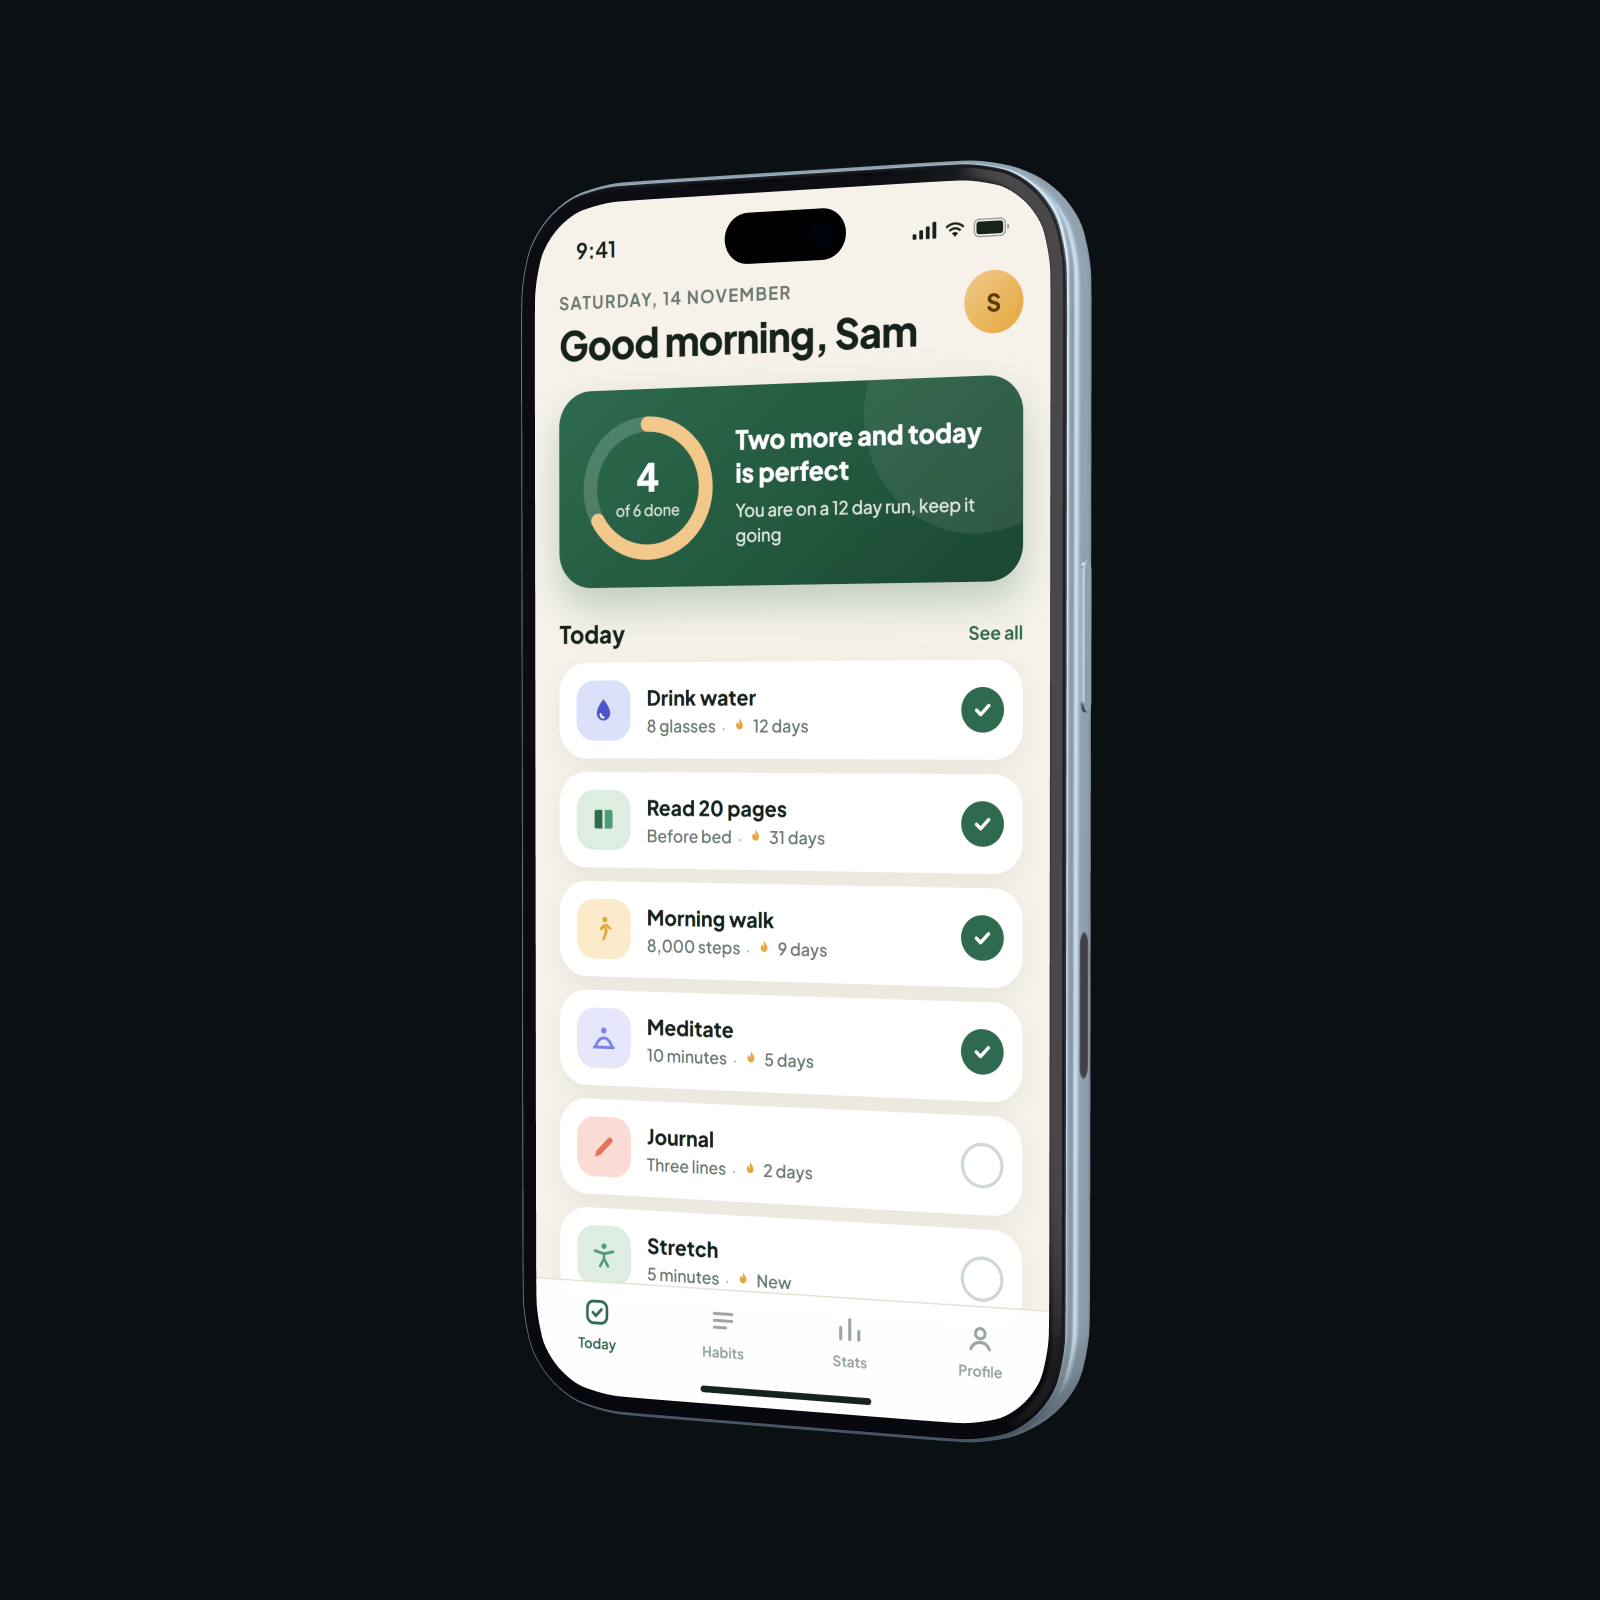 9:41
SATURDAY, 14 NOVEMBER
S
Good morning, Sam
4
of 6 done
Two more and today
is perfect
You are on a 12 day run, keep it
going
Today
See all
Drink water
8 glasses · 12 days
Read 20 pages
Before bed · 31 days
Morning walk
8,000 steps · 9 days
Meditate
10 minutes · 5 days
Journal
Three lines · 2 days
Stretch
5 minutes · New
Today
Habits
Stats
Profile